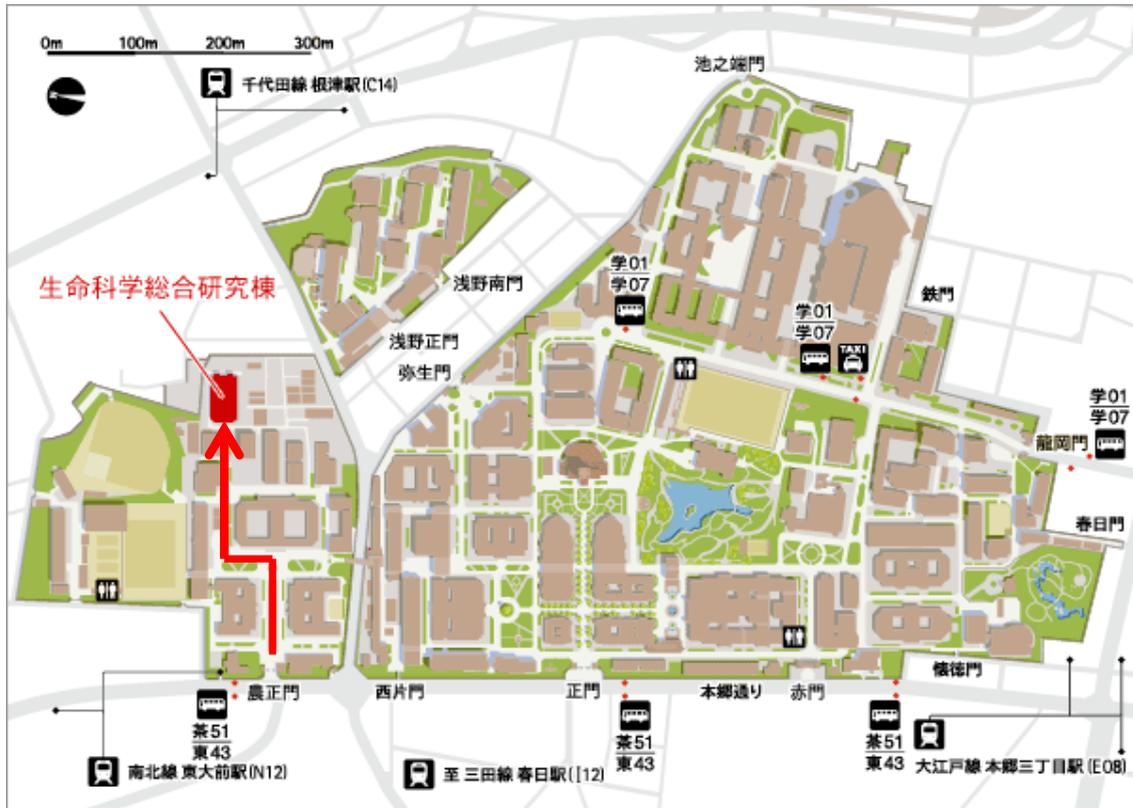 0m 100m 200m 300m
千代田線 根津駅(C14)
池之端門
生命科学総合研究棟
浅野南門
浅野正門
弥生門
学01
学07
学01
学07
TAXI
鉄門
学01
学07
龍岡門
春日門
懐徳門
農正門
西片門
正門
本郷通り
赤門
茶51
東43
茶51
東43
茶51
東43
南北線 東大前駅(N12)
至 三田線 春日駅(I12)
大江戸線 本郷三丁目駅(E08)